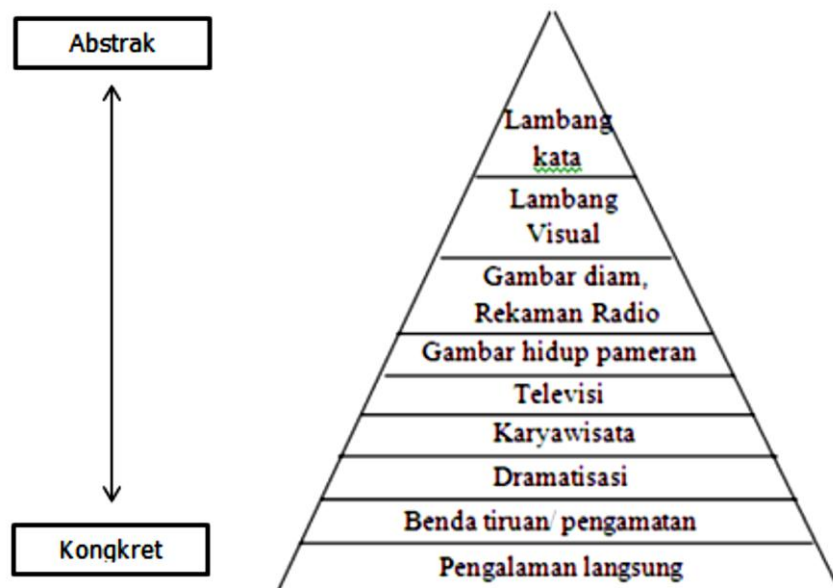 Abstrak
Kongkret
Lambang
kata
Lambang
Visual
Gambar diam,
Rekaman Radio
Gambar hidup pameran
Televisi
Karyawisata
Dramatisasi
Benda tiruan/ pengamatan
Pengalaman langsung